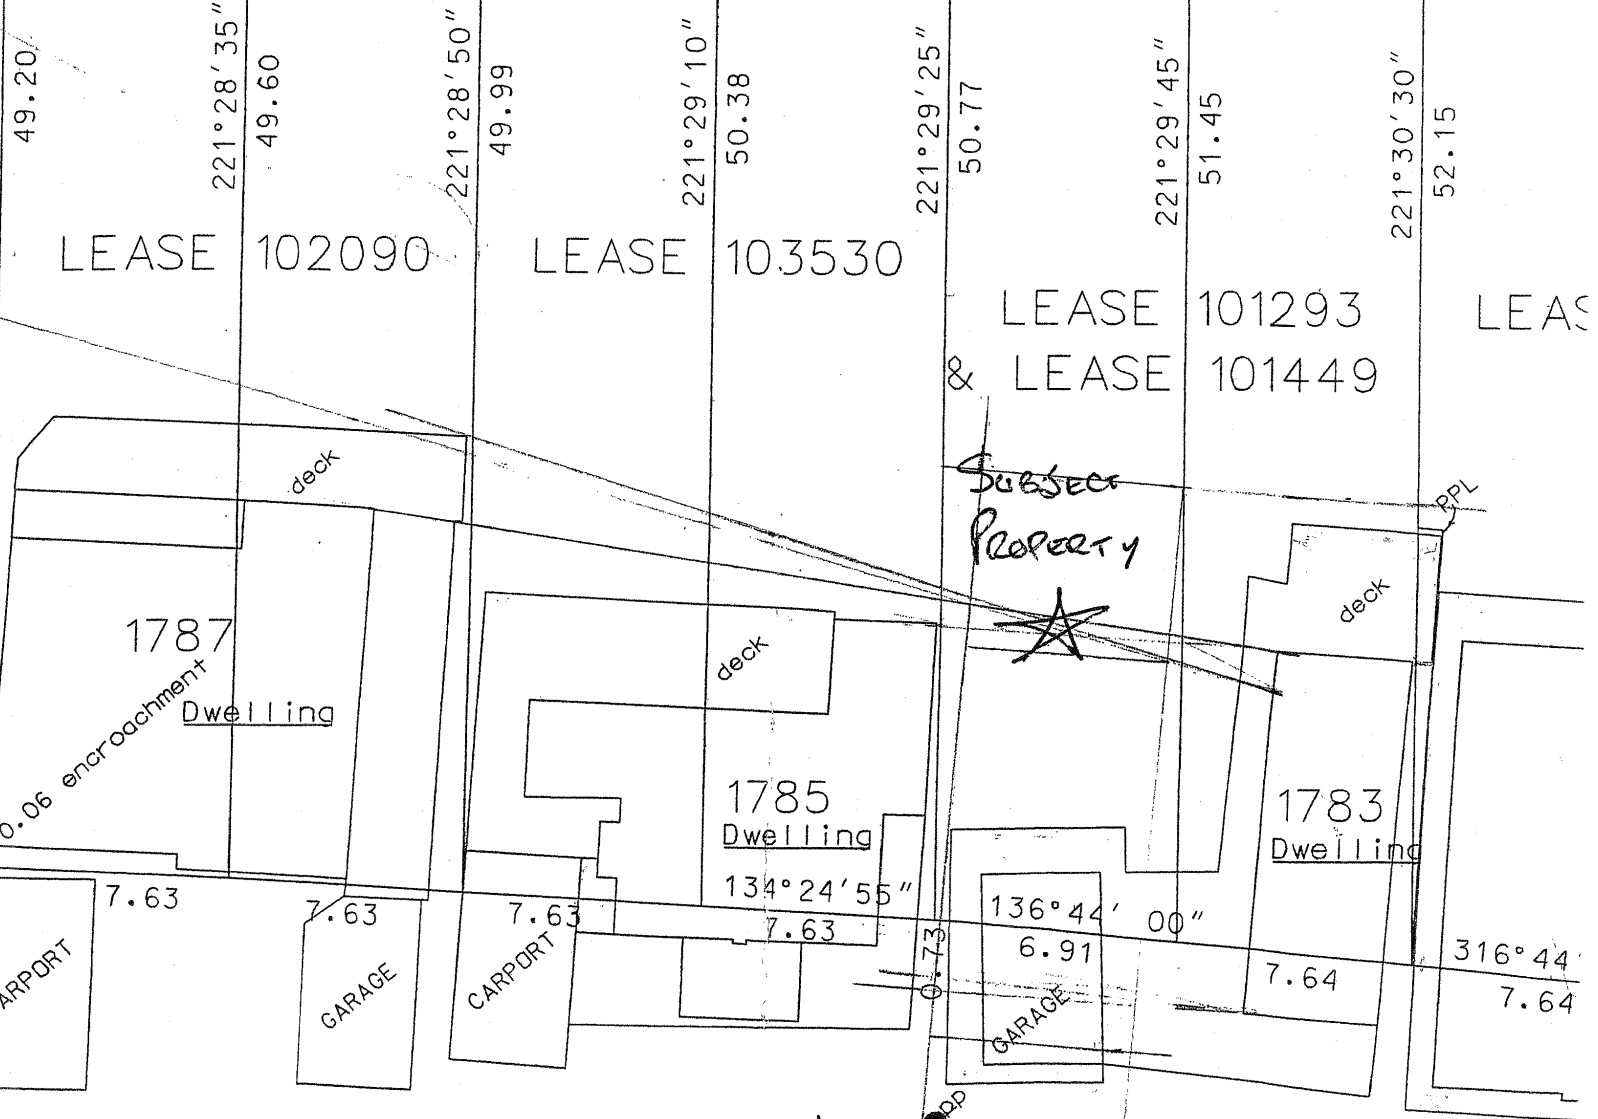 49.20
221°28'35"
49.60
221°28'50"
49.99
221°29'10"
50.38
221°29'25"
50.77
221°29'45"
51.45
221°30'30"
52.15
LEASE 102090
LEASE 103530
LEASE 101293
& LEASE 101449
LEAS
SUBJECT
PROPERTY
PPL
deck
deck
deck
1787
Dwelling
0.06 encroachment
1785
Dwelling
1783
Dwelling
134°24'55"
136°44' 00"
316°44'
7.63
7.63
7.63
7.63
6.91
7.64
7.64
0.73
ARPORT
GARAGE
CARPORT
GARAGE
PP